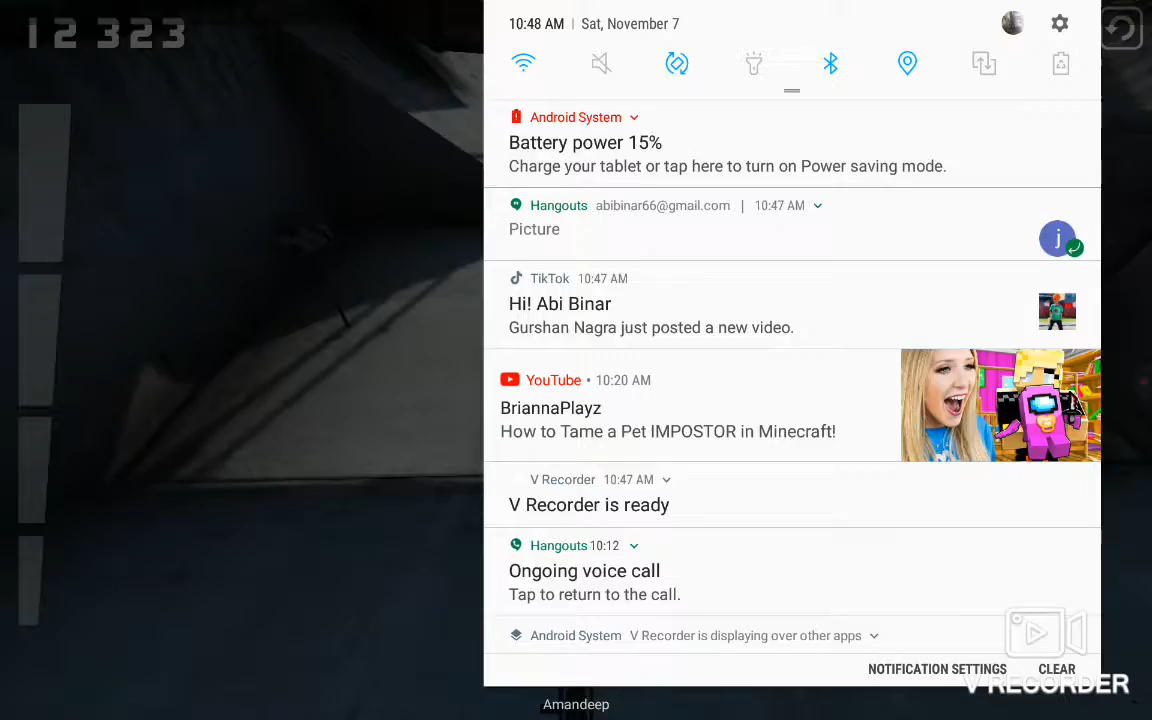 12 323
10:48 AM | Sat, November 7
Android System
Battery power 15%
Charge your tablet or tap here to turn on Power saving mode.
Hangouts abibinar66@gmail.com | 10:47 AM
Picture
j
TikTok 10:47 AM
Hi! Abi Binar
Gurshan Nagra just posted a new video.
YouTube • 10:20 AM
BriannaPlayz
How to Tame a Pet IMPOSTOR in Minecraft!
V Recorder 10:47 AM
V Recorder is ready
Hangouts 10:12
Ongoing voice call
Tap to return to the call.
Android System V Recorder is displaying over other apps
NOTIFICATION SETTINGS CLEAR
V RECORDER
Amandeep